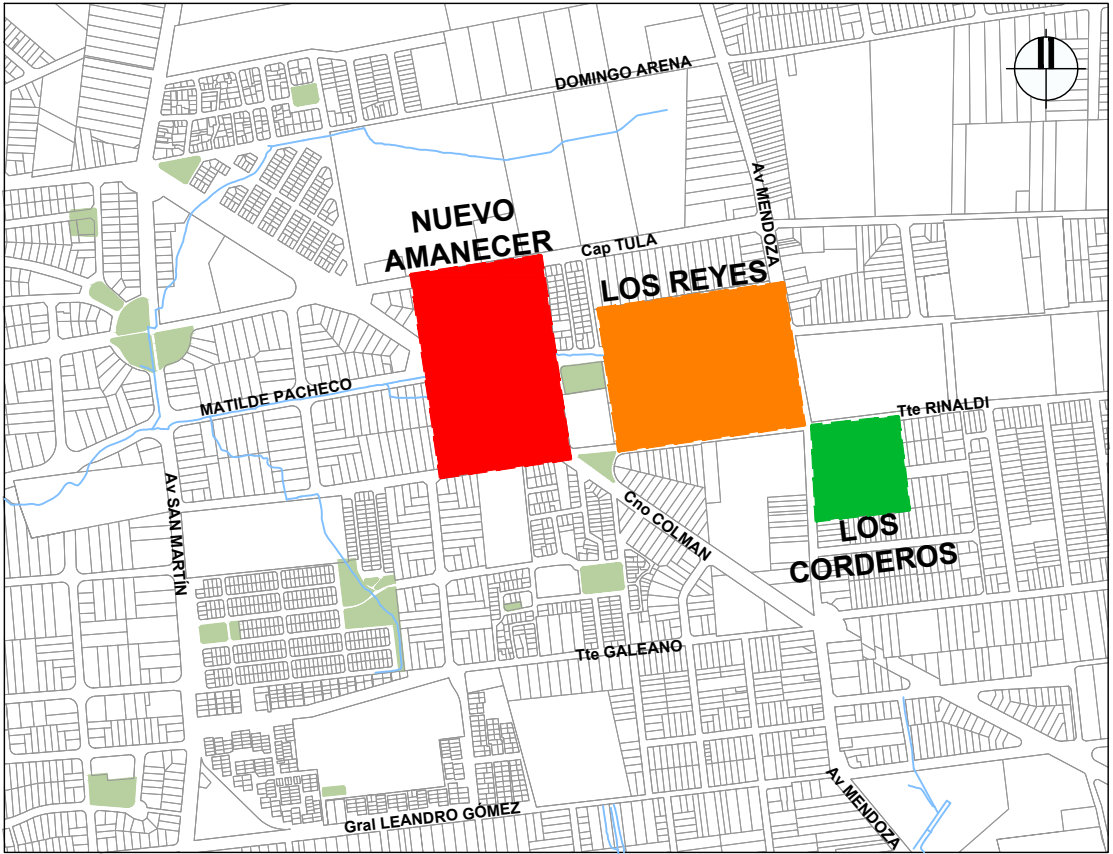 DOMINGO ARENA
Av MENDOZA
NUEVO
AMANECER
Cap TULA
LOS REYES
MATILDE PACHECO
Tte RINALDI
Av SAN MARTÍN
Cno COLMAN
LOS
CORDEROS
Tte GALEANO
Av MENDOZA
Gral LEANDRO GÓMEZ